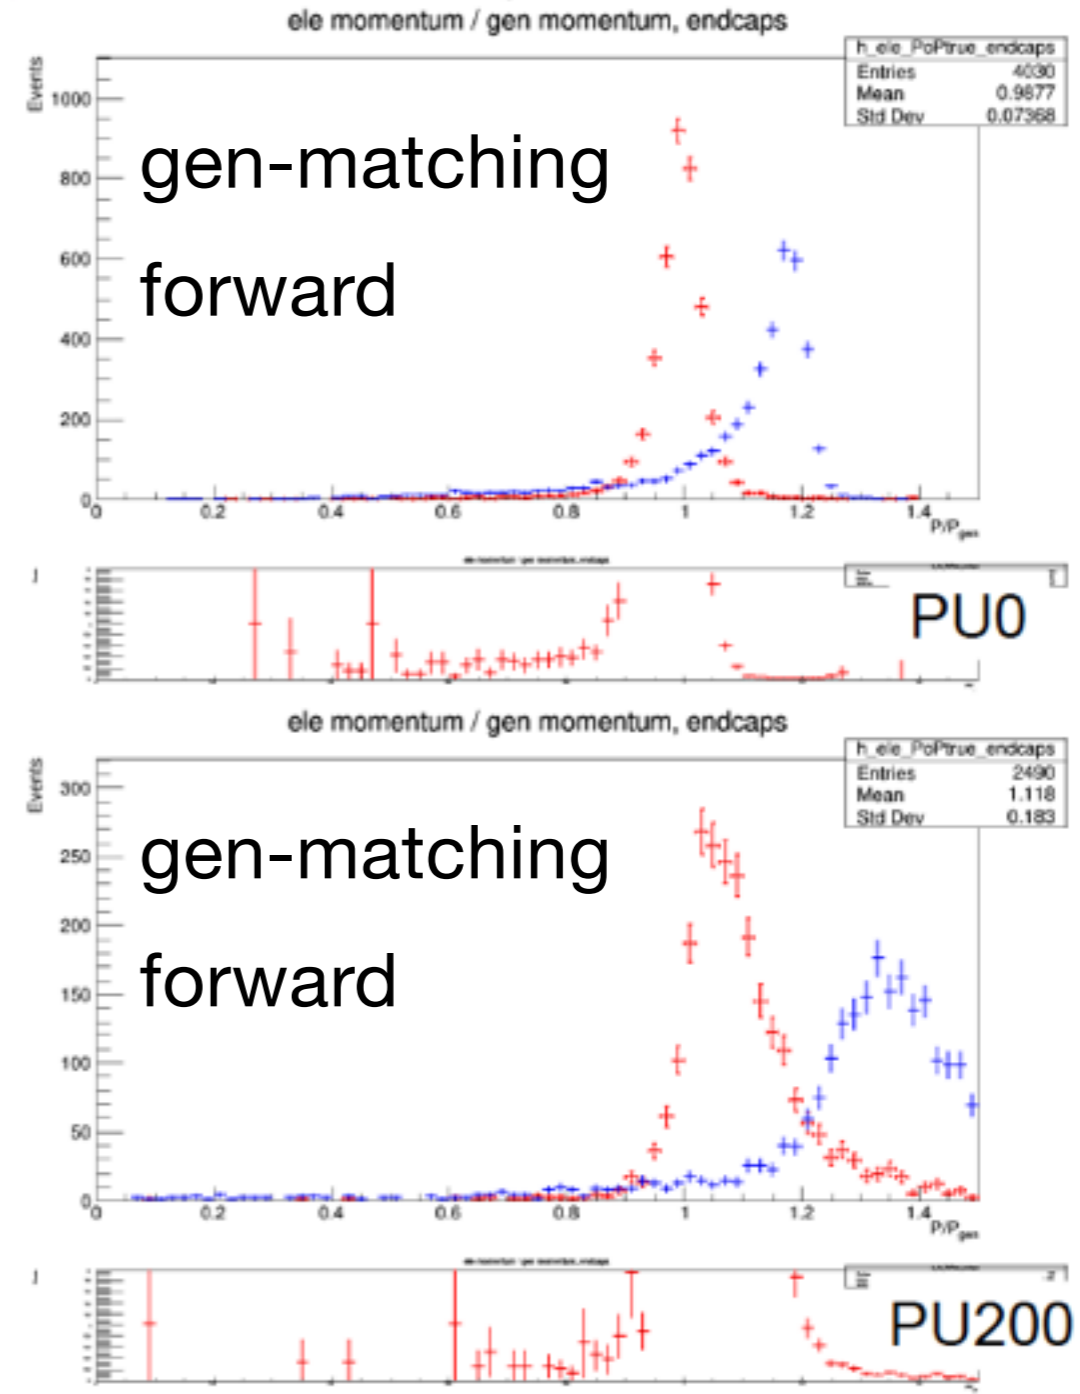 ele momentum / gen momentum, endcaps
h_ele_PoPtrue_endcaps
Entries 4030
Mean 0.9877
Std Dev 0.07368
Events
1000
800
600
400
200
0
gen-matching
forward
0 0.2 0.4 0.6 0.8 1 1.2 1.4
P/Pgen
PU0
ele momentum / gen momentum, endcaps
h_ele_PoPtrue_endcaps
Entries 2490
Mean 1.118
Std Dev 0.183
Events
300
250
200
150
100
50
0
gen-matching
forward
0 0.2 0.4 0.6 0.8 1 1.2 1.4
P/Pgen
PU200